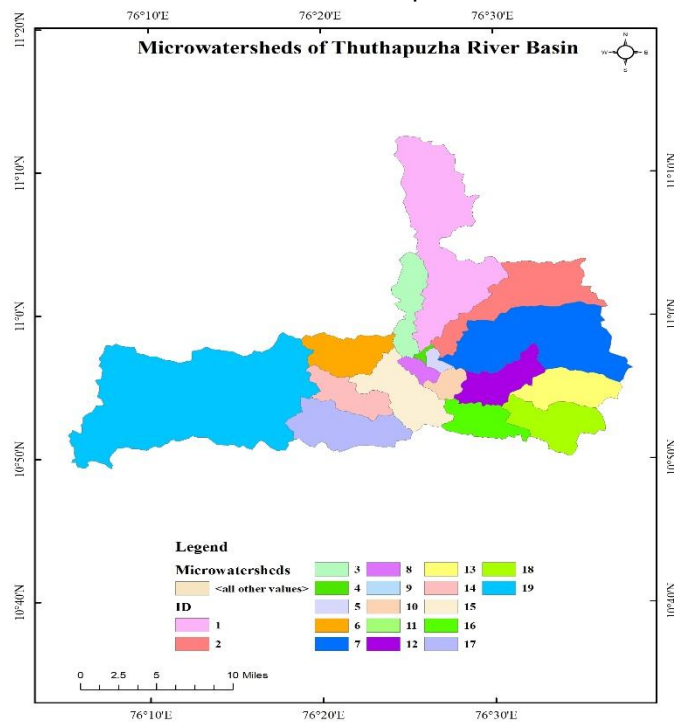 76°10'E 76°20'E 76°30'E
Microwatersheds of Thuthapuzha River Basin
N
W E
S
11°20'N
11°10'N 11°10'N
11°0'N 11°0'N
10°50'N 10°50'N
10°40'N 10°40'N
Legend
Microwatersheds
<all other values>
ID
1
2
3
4
5
6
7
8
9
10
11
12
13
14
15
16
17
18
19
0 2.5 5 10 Miles
76°10'E 76°20'E 76°30'E